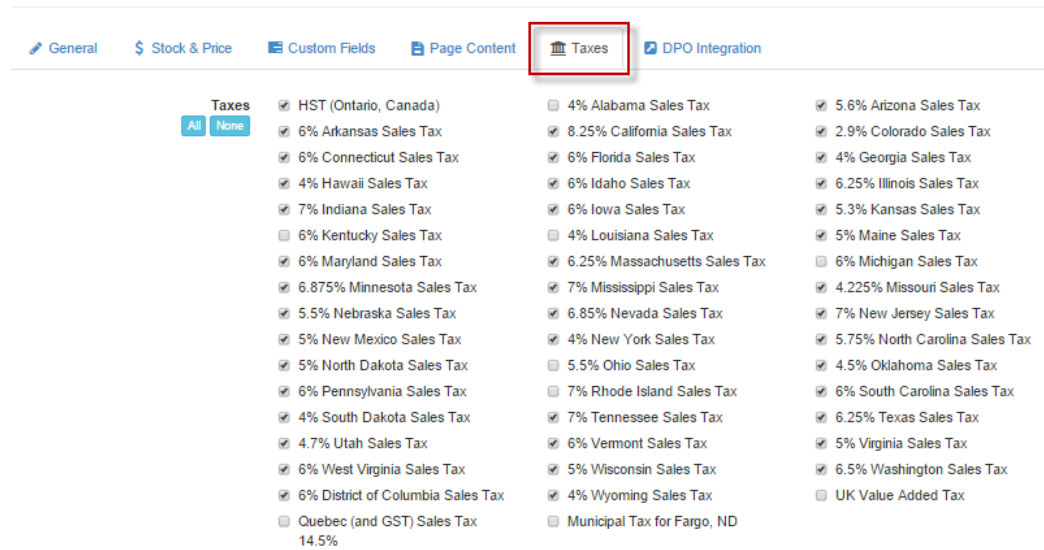 General $ Stock & Price Custom Fields Page Content Taxes DPO Integration
Taxes HST (Ontario, Canada) 4% Alabama Sales Tax 5.6% Arizona Sales Tax
All None 6% Arkansas Sales Tax 8.25% California Sales Tax 2.9% Colorado Sales Tax
6% Connecticut Sales Tax 6% Florida Sales Tax 4% Georgia Sales Tax
4% Hawaii Sales Tax 6% Idaho Sales Tax 6.25% Illinois Sales Tax
7% Indiana Sales Tax 6% Iowa Sales Tax 5.3% Kansas Sales Tax
6% Kentucky Sales Tax 4% Louisiana Sales Tax 5% Maine Sales Tax
6% Maryland Sales Tax 6.25% Massachusetts Sales Tax 6% Michigan Sales Tax
6.875% Minnesota Sales Tax 7% Mississippi Sales Tax 4.225% Missouri Sales Tax
5.5% Nebraska Sales Tax 6.85% Nevada Sales Tax 7% New Jersey Sales Tax
5% New Mexico Sales Tax 4% New York Sales Tax 5.75% North Carolina Sales Tax
5% North Dakota Sales Tax 5.5% Ohio Sales Tax 4.5% Oklahoma Sales Tax
6% Pennsylvania Sales Tax 7% Rhode Island Sales Tax 6% South Carolina Sales Tax
4% South Dakota Sales Tax 7% Tennessee Sales Tax 6.25% Texas Sales Tax
4.7% Utah Sales Tax 6% Vermont Sales Tax 5% Virginia Sales Tax
6% West Virginia Sales Tax 5% Wisconsin Sales Tax 6.5% Washington Sales Tax
6% District of Columbia Sales Tax 4% Wyoming Sales Tax UK Value Added Tax
Quebec (and GST) Sales Tax Municipal Tax for Fargo, ND
14.5%